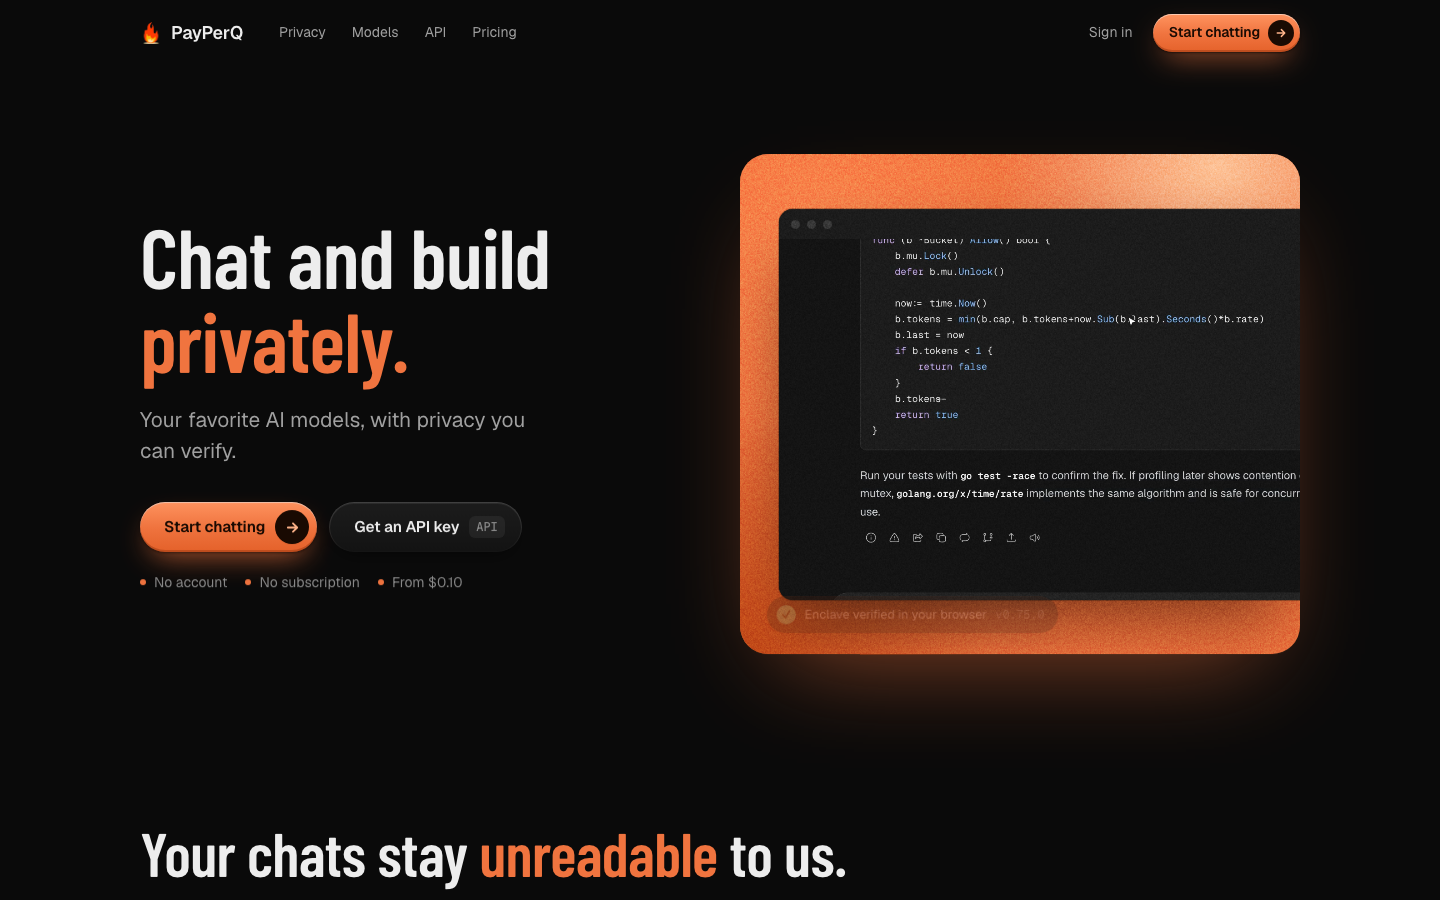 PayPerQ
Privacy
Models
API
Pricing
Sign in
Start chatting
Chat and build
privately.
Your favorite AI models, with privacy you
can verify.
Start chatting
Get an API key
API
No account
No subscription
From $0.10
func (b *Bucket) Allow() bool {
b.mu.Lock()
defer b.mu.Unlock()
now:= time.Now()
b.tokens = min(b.cap, b.tokens+now.Sub(b.last).Seconds()*b.rate)
b.last = now
if b.tokens < 1 {
return false
}
b.tokens-
return true
}
Run your tests with go test -race to confirm the fix. If profiling later shows contention
mutex, golang.org/x/time/rate implements the same algorithm and is safe for concurr
use.
Enclave verified in your browser
Your chats stay unreadable to us.